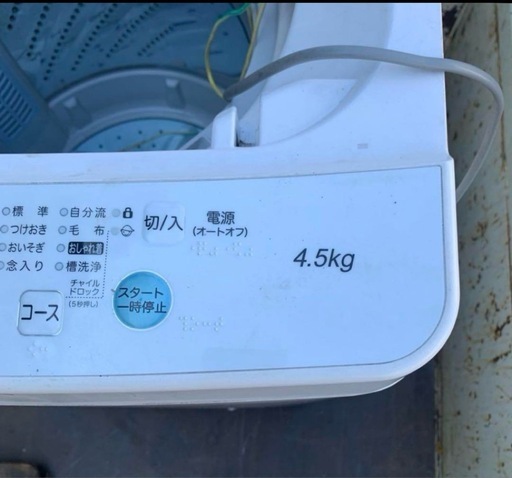 標準 自分流
つけおき 毛布
おいそぎ おしゃれ着
念入り 槽洗浄
チャイル
ドロック
(5秒押し)
コース
切/入
電源
(オートオフ)
スタート
一時停止
4.5kg